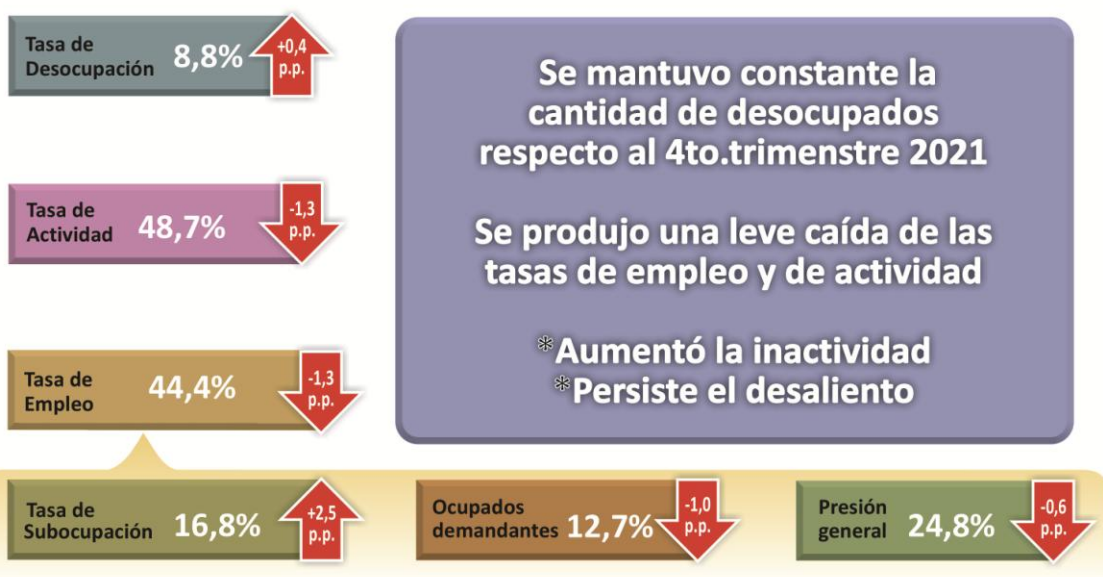 Tasa de
Desocupación 8,8%
+0,4
p.p.
Se mantuvo constante la
cantidad de desocupados
respecto al 4to.trimenstre 2021
Se produjo una leve caída de las
tasas de empleo y de actividad
*Aumentó la inactividad
*Persiste el desaliento
Tasa de
Actividad 48,7%
-1,3
p.p.
Tasa de
Empleo 44,4%
-1,3
p.p.
Tasa de
Subocupación 16,8%
+2,5
p.p.
Ocupados
demandantes 12,7%
-1,0
p.p.
Presión
general 24,8%
-0,6
p.p.